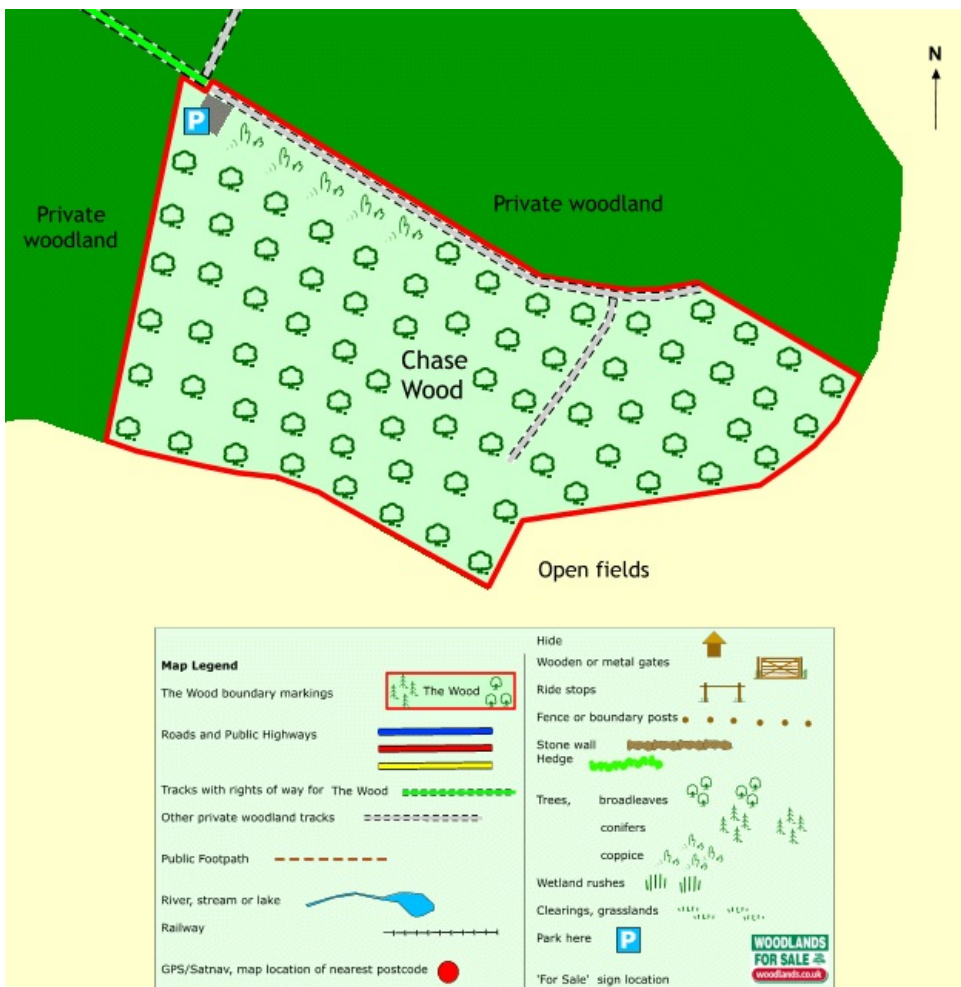 N
P
Private
woodland
Private woodland
Chase
Wood
Open fields
Map Legend
The Wood boundary markings
The Wood
Roads and Public Highways
Tracks with rights of way for The Wood
Other private woodland tracks
Public Footpath
River, stream or lake
Railway
GPS/Satnav, map location of nearest postcode
Hide
Wooden or metal gates
Ride stops
Fence or boundary posts
Stone wall
Hedge
Trees, broadleaves
conifers
coppice
Wetland rushes
Clearings, grasslands
Park here P
'For Sale' sign location
WOODLANDS
FOR SALE
woodlands.co.uk